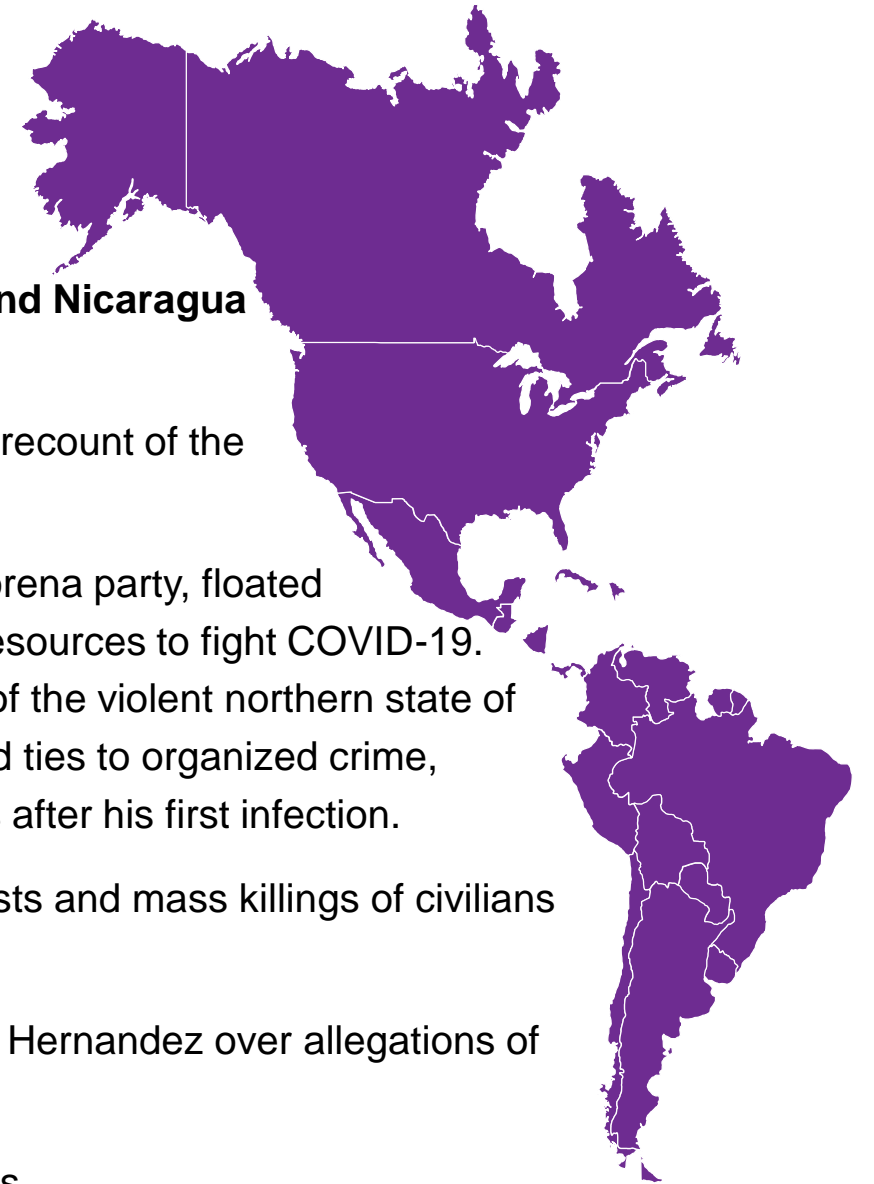 nd Nicaragua
recount of the
orena party, floated
esources to fight COVID-19.
of the violent northern state of
d ties to organized crime,
after his first infection.
sts and mass killings of civilians
Hernandez over allegations of